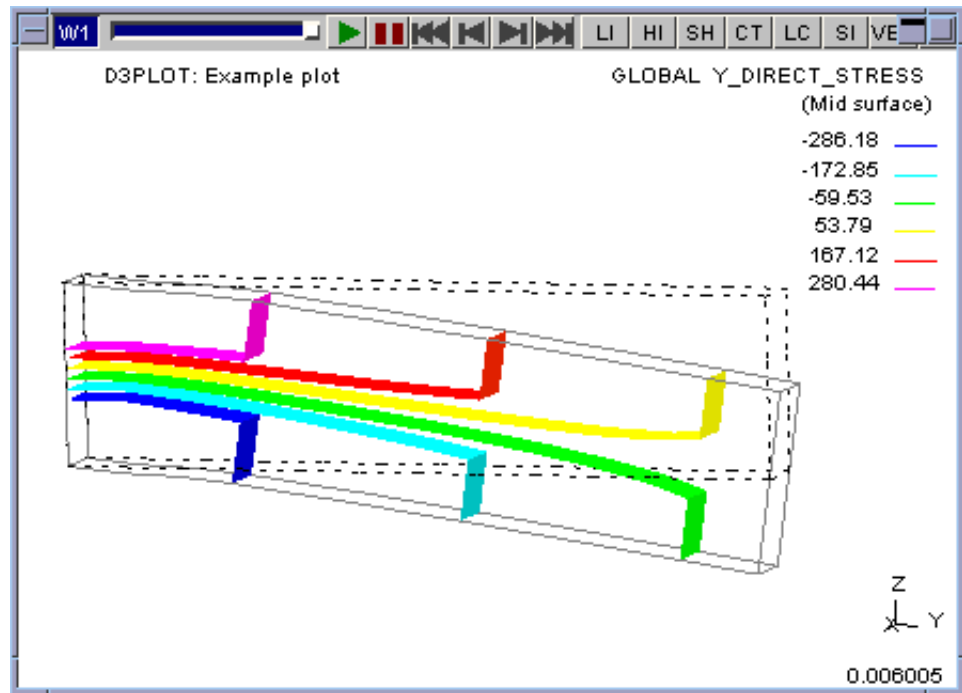 W1 LI HI SH CT LC SI VE
D3PLOT: Example plot
GLOBAL Y_DIRECT_STRESS
(Mid surface)
-286.18
-172.85
-59.53
53.79
167.12
280.44
Z
X Y
0.006005